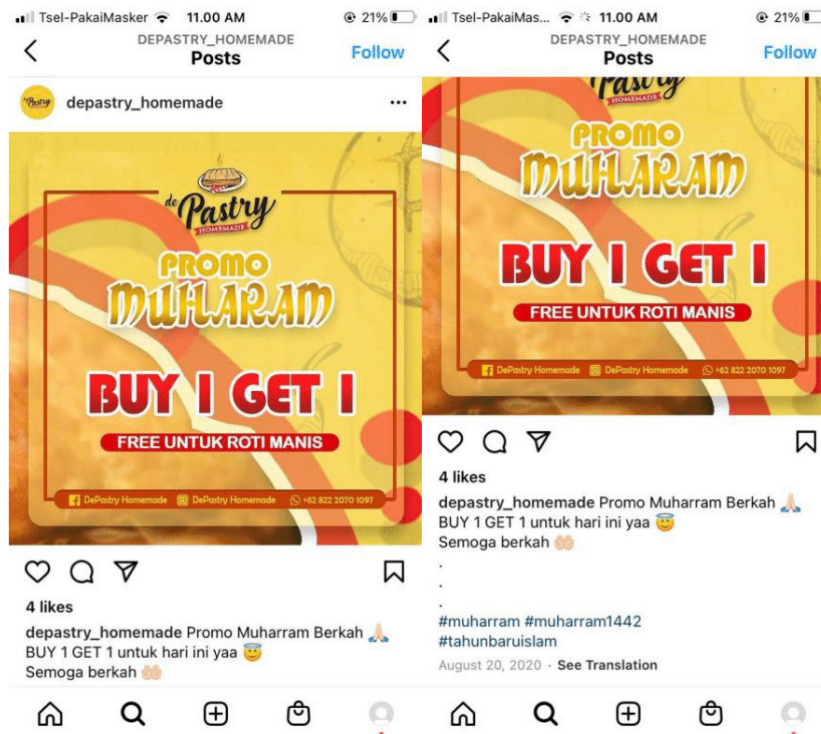 Tsel-PakaiMasker 11.00 AM 21%
DEPASTRY_HOMEMADE
Posts
Follow
depastry_homemade
de Pastry
HOMEMADE
PROMO
MUHARAM
BUY 1 GET 1
FREE UNTUK ROTI MANIS
DePastry Homemade DePastry Homemade +62 822 2070 1097
4 likes
depastry_homemade Promo Muharram Berkah 🙏🏻
BUY 1 GET 1 untuk hari ini yaa 😇
Semoga berkah 🤲🏻
Tsel-PakaiMas... 11.00 AM 21%
DEPASTRY_HOMEMADE
Posts
Follow
Pastry
HOMEMADE
PROMO
MUHARAM
BUY 1 GET 1
FREE UNTUK ROTI MANIS
DePastry Homemade DePastry Homemade +62 822 2070 1097
4 likes
depastry_homemade Promo Muharram Berkah 🙏🏻
BUY 1 GET 1 untuk hari ini yaa 😇
Semoga berkah 🤲🏻
.
.
.
#muharram #muharram1442
#tahunbaruislam
August 20, 2020 · See Translation